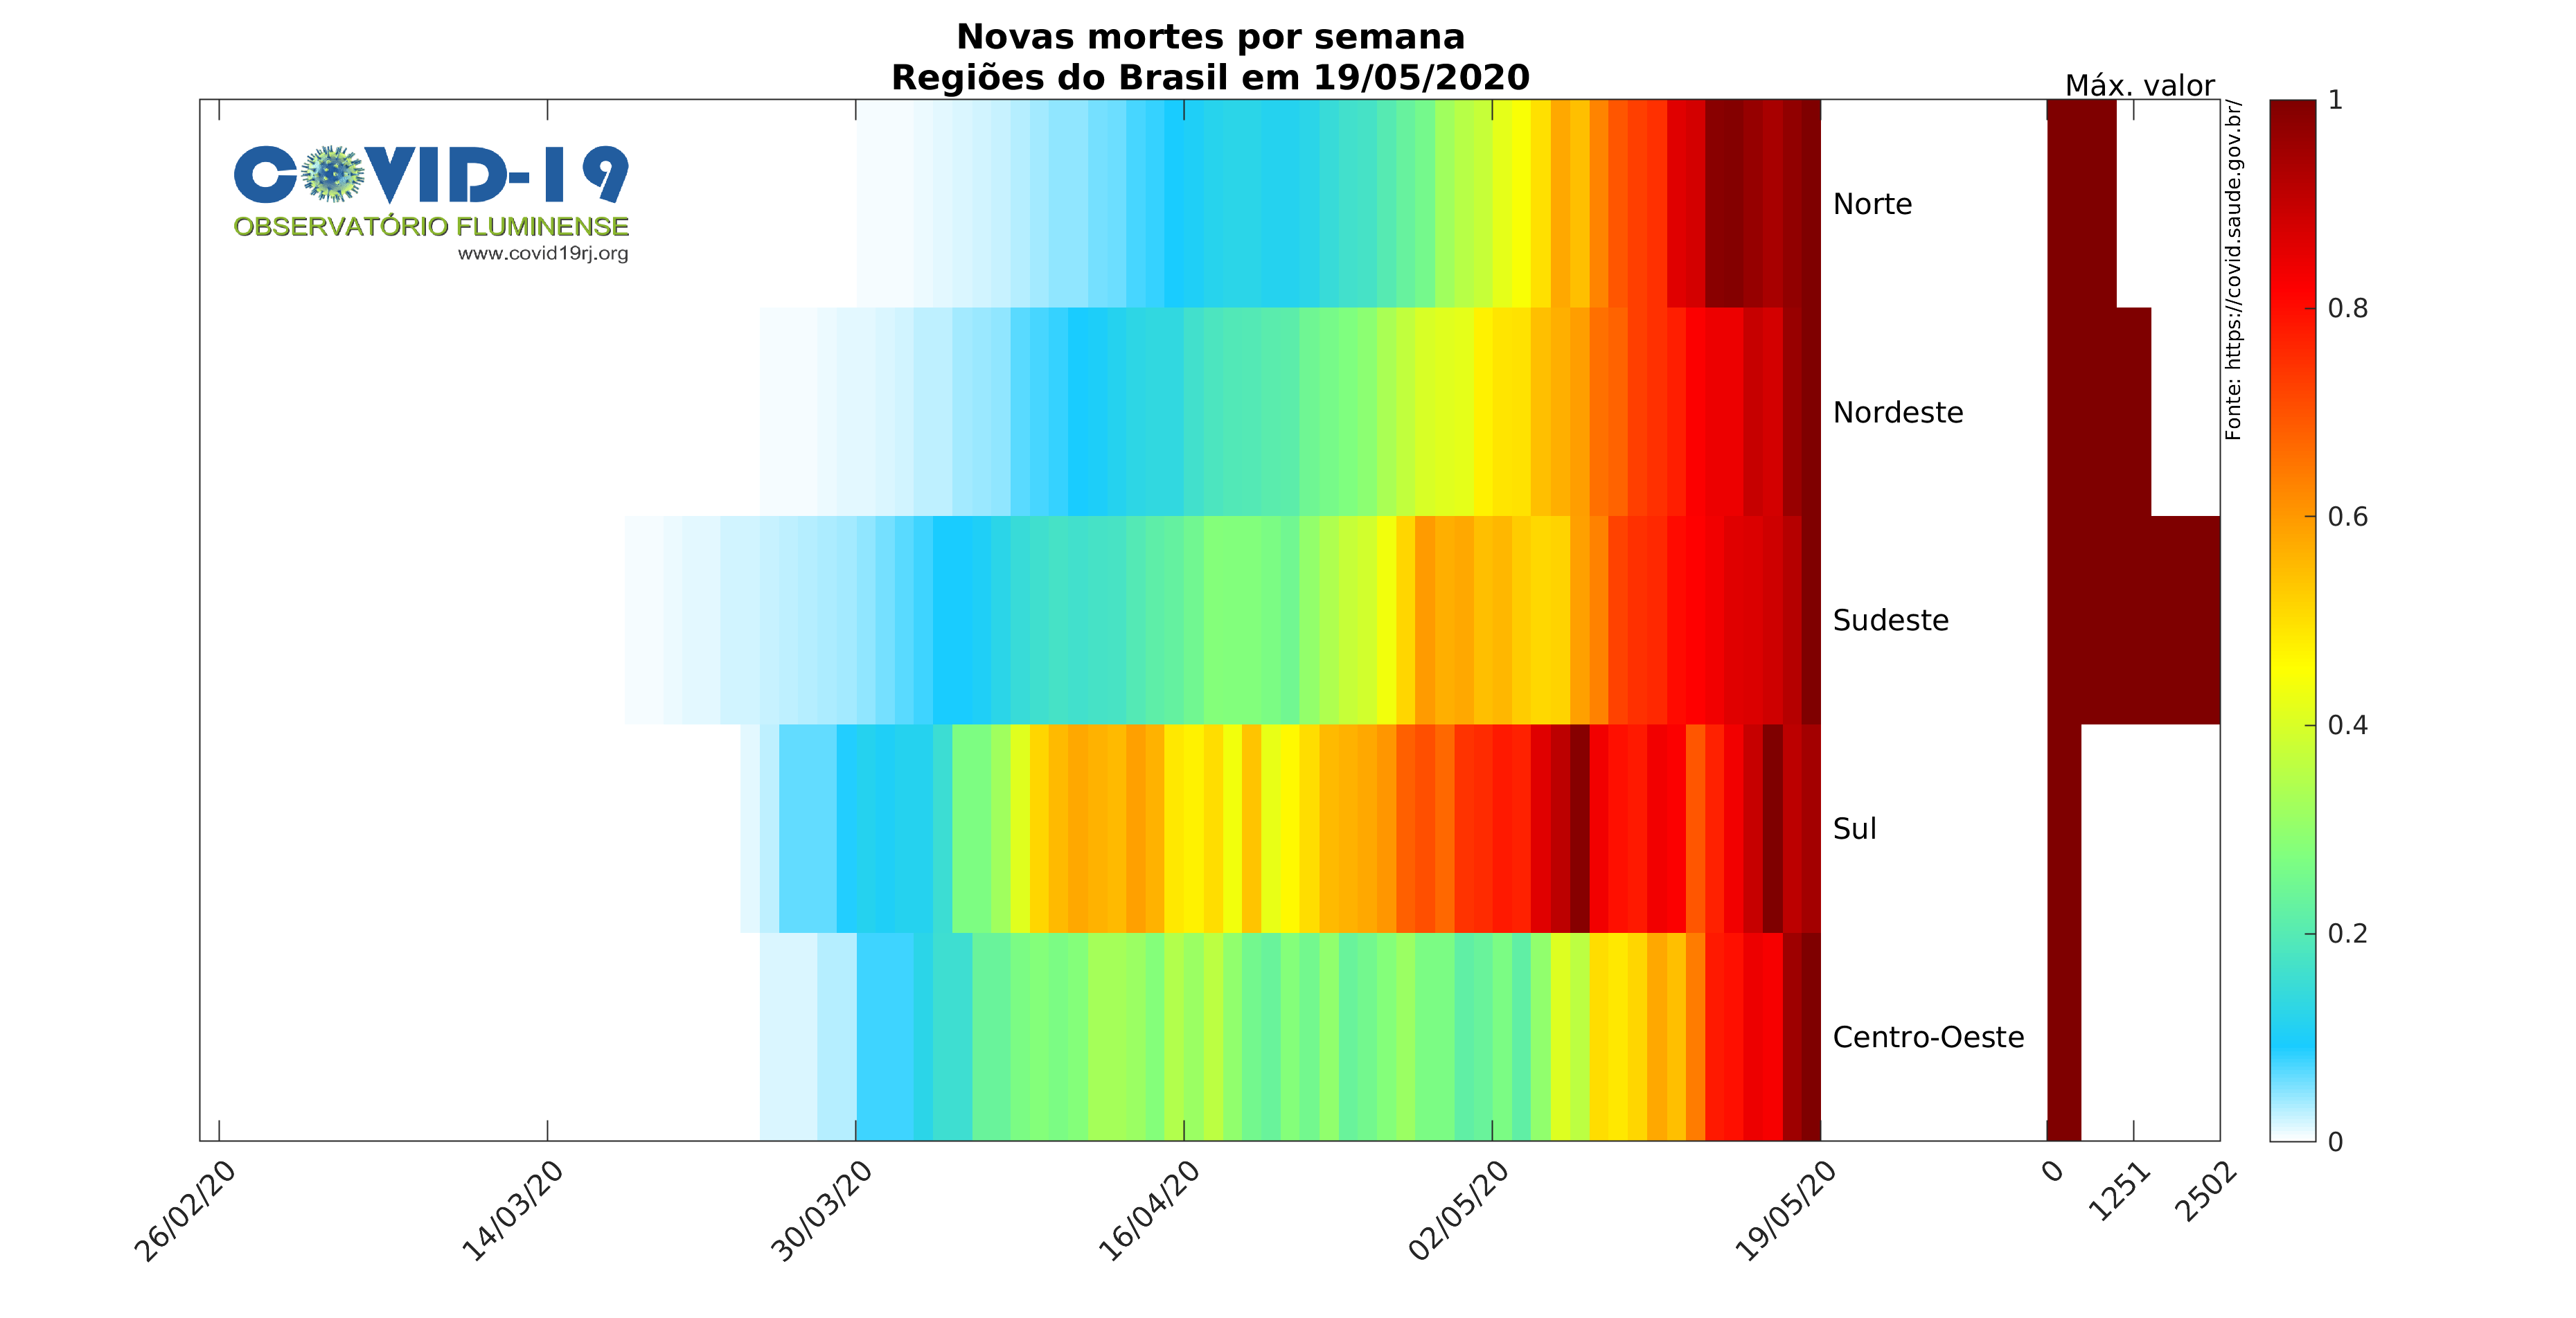 Novas mortes por semana
Regiões do Brasil em 19/05/2020
Máx. valor
COVID-19
OBSERVATÓRIO FLUMINENSE
www.covid19rj.org
Norte
Nordeste
Sudeste
Sul
Centro-Oeste
Fonte: https://covid.saude.gov.br/
1
0.8
0.6
0.4
0.2
0
26/02/20
14/03/20
30/03/20
16/04/20
02/05/20
19/05/20
0
1251
2502